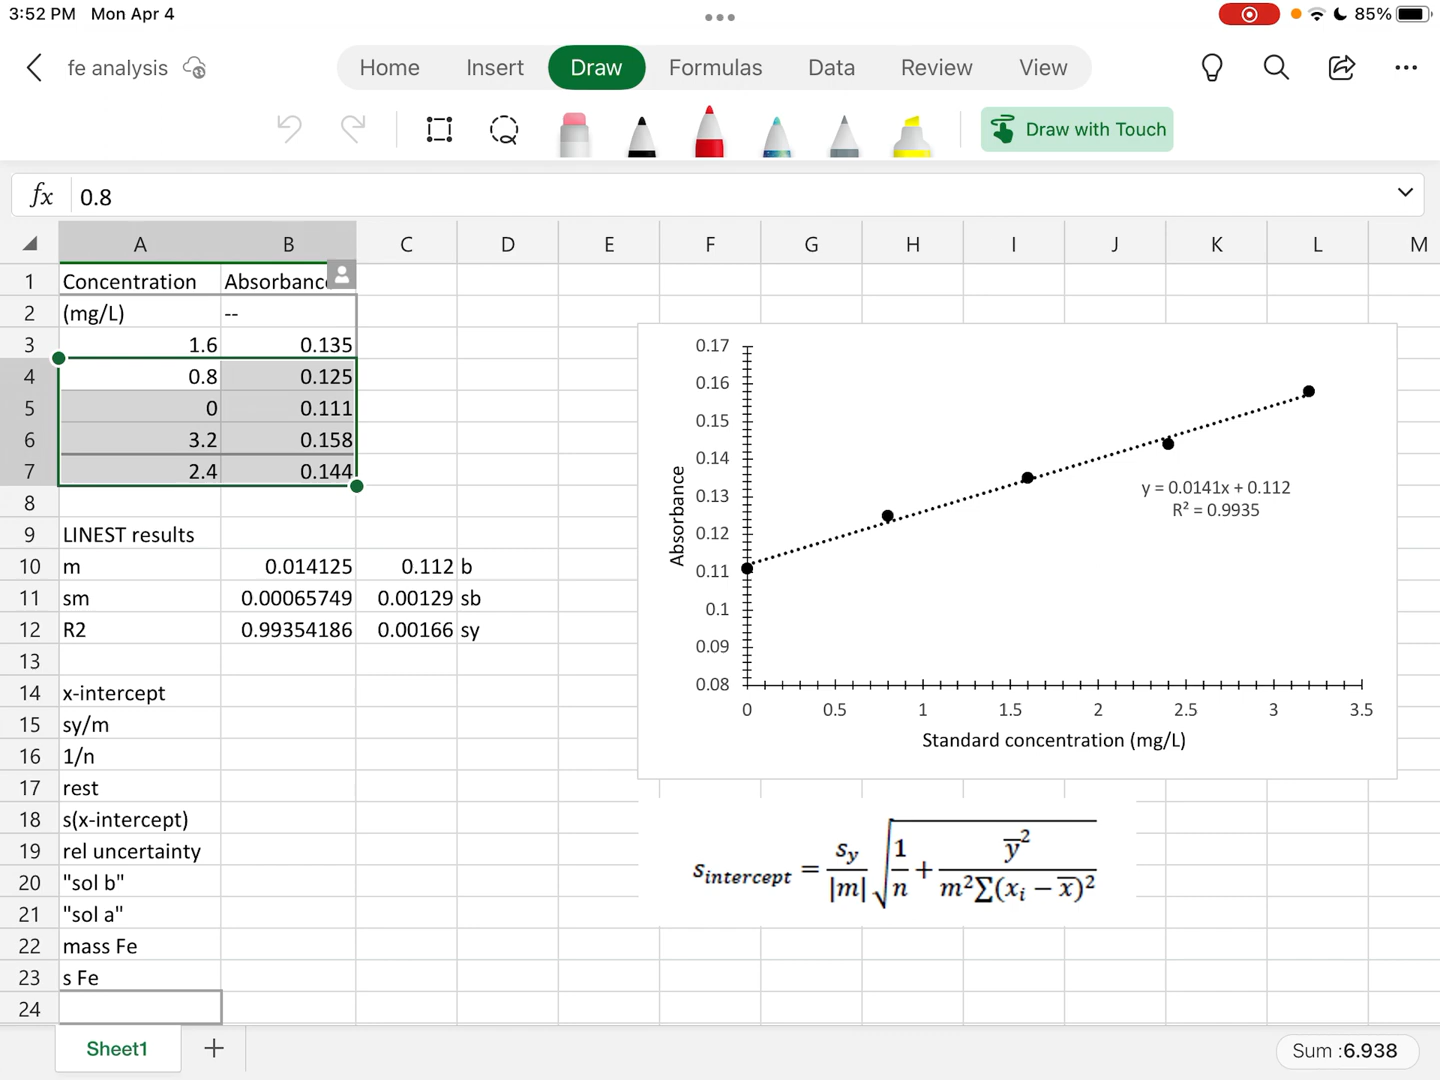 3:52 PM Mon Apr 4 85%
fe analysis Home Insert Draw Formulas Data Review View
Draw with Touch
fx 0.8
A B C D E F G H I J K L M
1 Concentration Absorbanc
2 (mg/L) --
3 1.6 0.135
4 0.8 0.125
5 0 0.111
6 3.2 0.158
7 2.4 0.144
8
9 LINEST results
10 m 0.014125 0.112 b
11 sm 0.00065749 0.00129 sb
12 R2 0.99354186 0.00166 sy
13
14 x-intercept
15 sy/m
16 1/n
17 rest
18 s(x-intercept)
19 rel uncertainty
20 "sol b"
21 "sol a"
22 mass Fe
23 s Fe
24
0.17
0.16
0.15
0.14
0.13
0.12
0.11
0.1
0.09
0.08
Absorbance
y = 0.0141x + 0.112
R² = 0.9935
0 0.5 1 1.5 2 2.5 3 3.5
Standard concentration (mg/L)
s_intercept = s_y/|m| √(1/n + y̅²/(m²∑(x_i − x̅)²))
Sheet1 + Sum :6.938